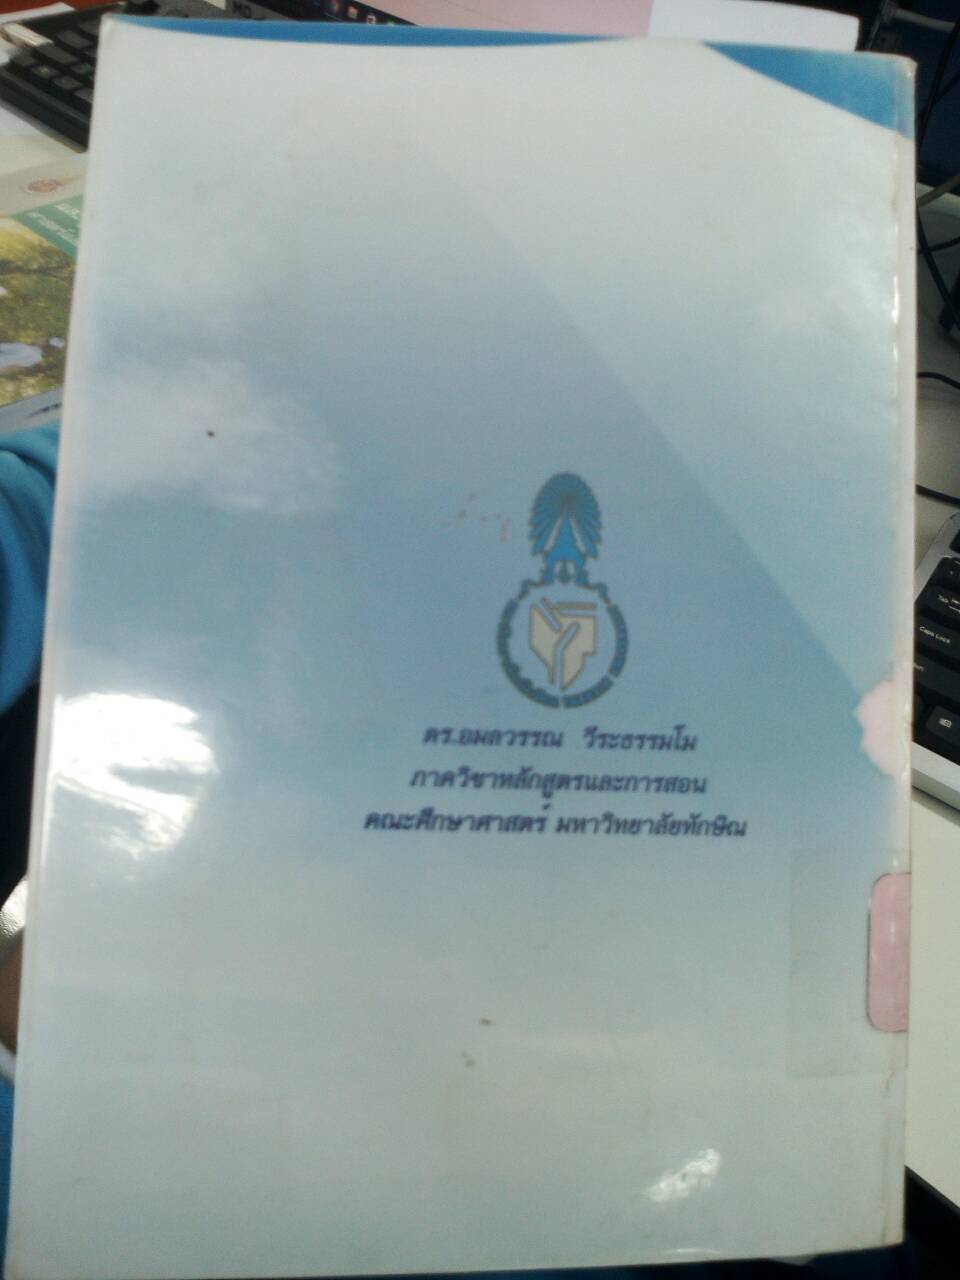 ดร.อมลวรรณ วีระธรรมโม
ภาควิชาหลักสูตรและการสอน
คณะศึกษาศาสตร์ มหาวิทยาลัยทักษิณ
Tab
Caps Lock